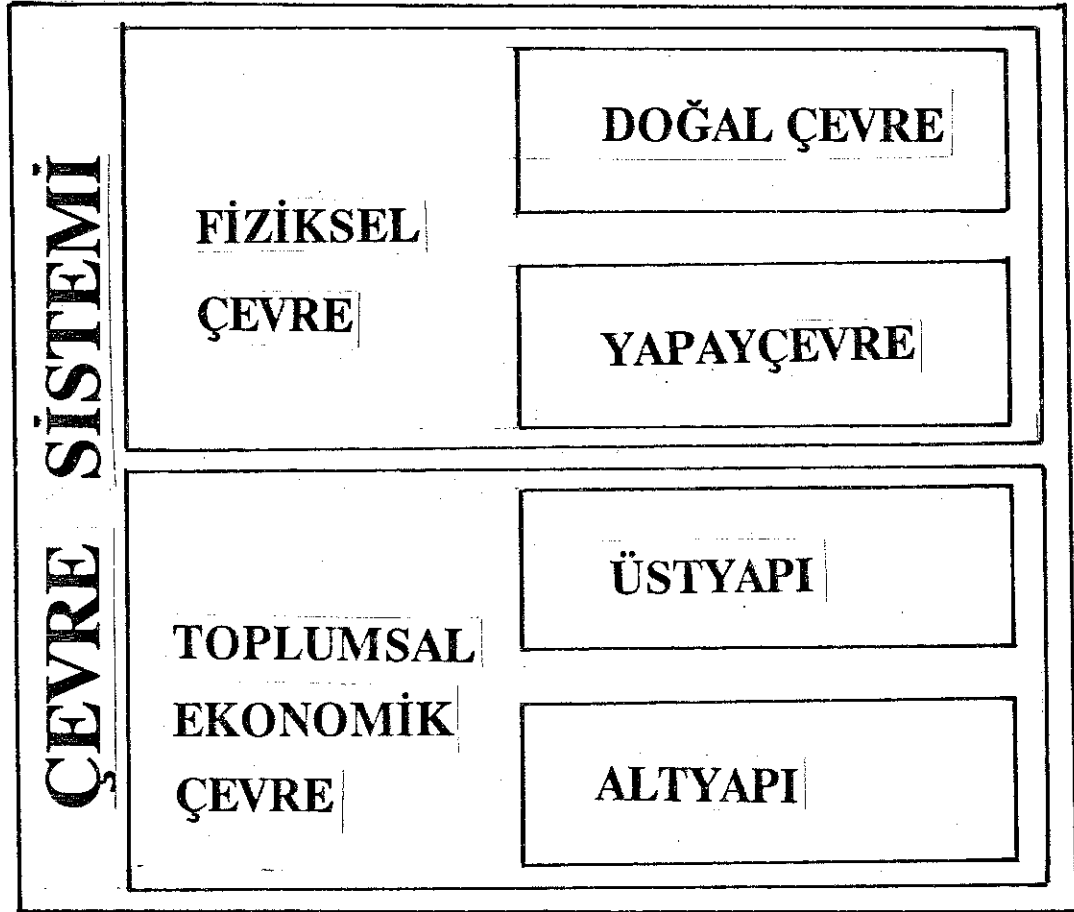 ÇEVRE SİSTEMİ
FİZİKSEL
ÇEVRE
DOĞAL ÇEVRE
YAPAYÇEVRE
TOPLUMSAL
EKONOMİK
ÇEVRE
ÜSTYAPI
ALTYAPI